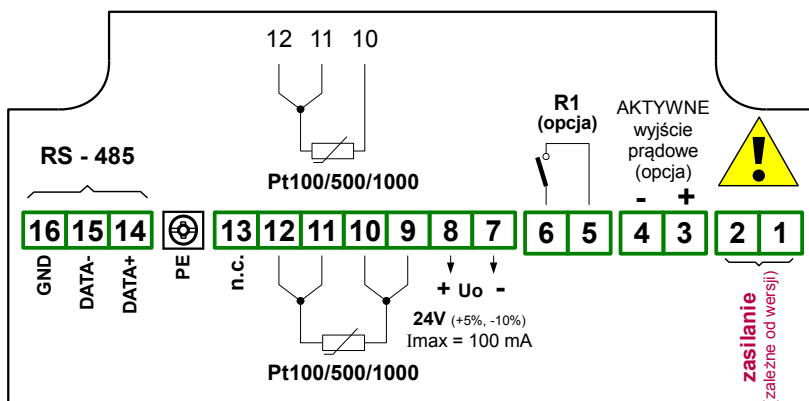 12 11 10
Pt100/500/1000
RS - 485
R1
(opcja)
AKTYWNE
wyjście
prądowe
(opcja)
- +
16 15 14 13 12 11 10 9 8 7 6 5 4 3 2 1
GND
DATA-
DATA+
PE
n.c.
+ Uo -
24V (+5%, -10%)
Imax = 100 mA
Pt100/500/1000
zasilanie
(zależne od wersji)
!